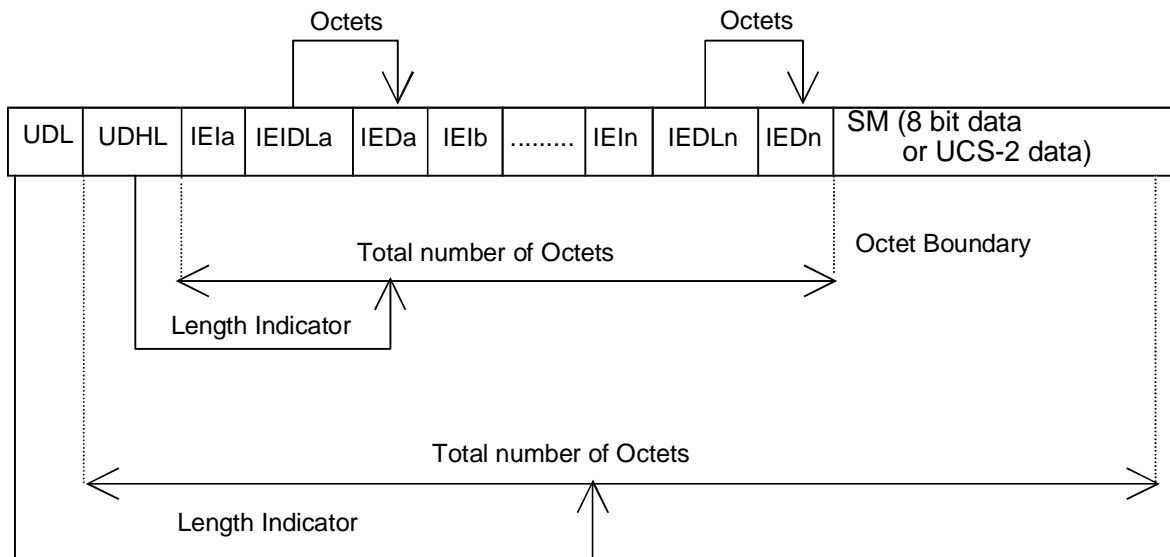 Octets
Octets
UDL UDHL IEIa IEIDLa IEDa IEIb ......... IEIn IEDLn IEDn SM (8 bit data
or UCS-2 data)
Total number of Octets
Octet Boundary
Length Indicator
Total number of Octets
Length Indicator